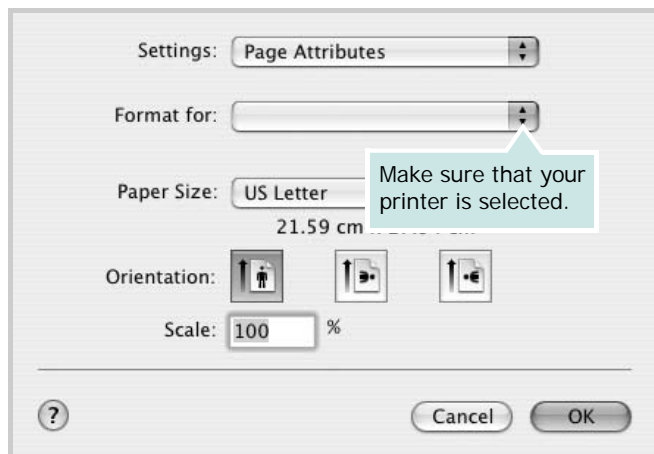 Settings: Page Attributes
Format for:
Make sure that your
printer is selected.
Paper Size: US Letter
21.59 cm
Orientation:
Scale: 100 %
? Cancel OK